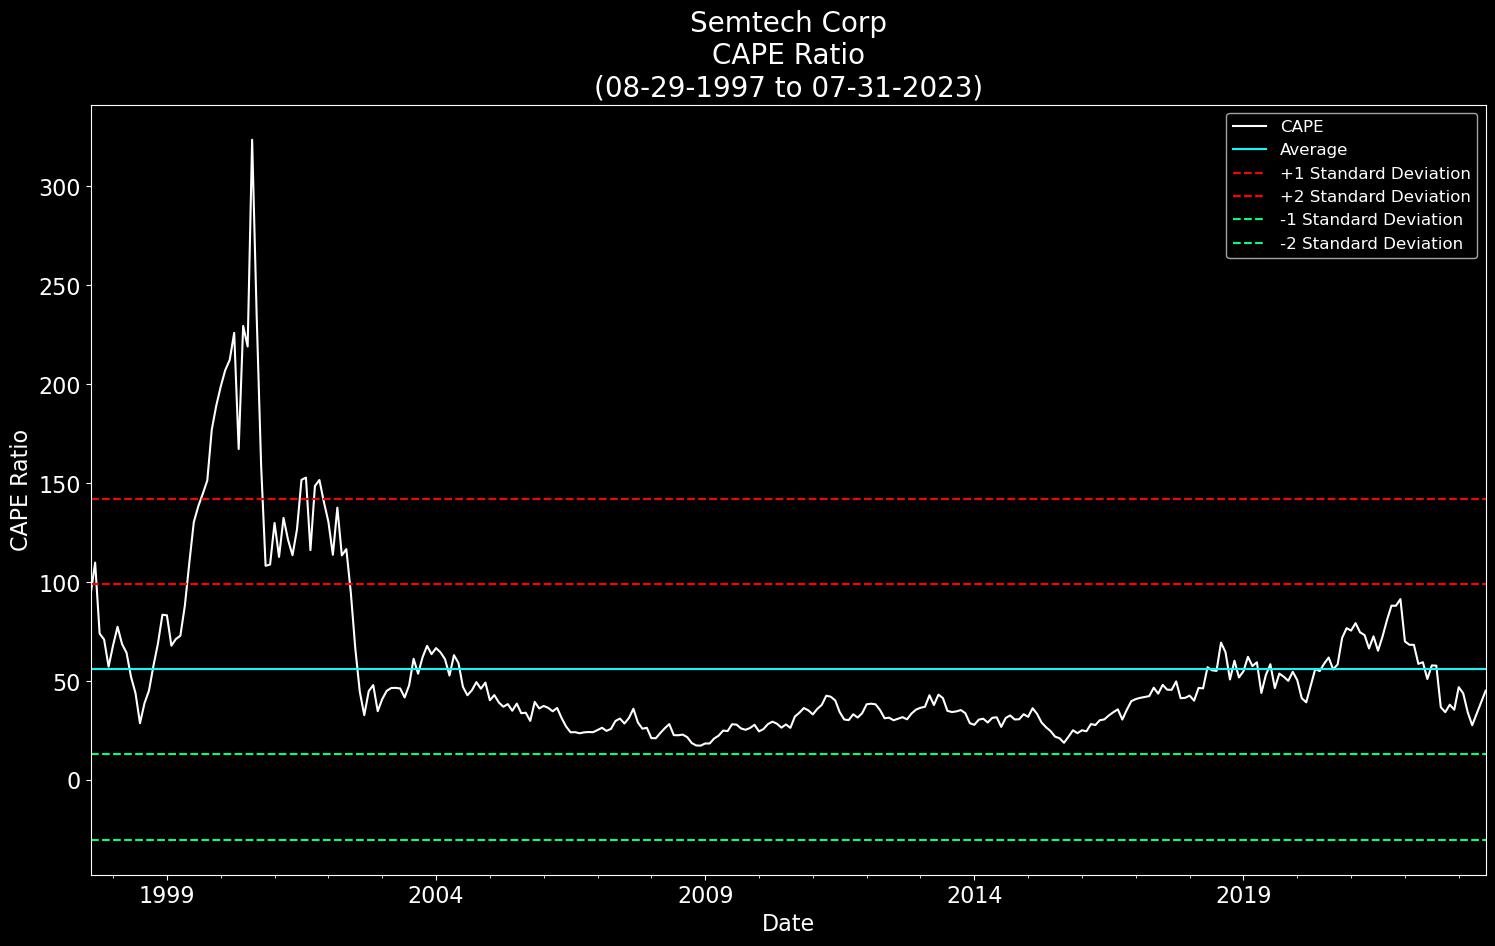 Semtech Corp
CAPE Ratio
(08-29-1997 to 07-31-2023)
CAPE
Average
+1 Standard Deviation
+2 Standard Deviation
-1 Standard Deviation
-2 Standard Deviation
CAPE Ratio
300
250
200
150
100
50
0
1999
2004
2009
2014
2019
Date